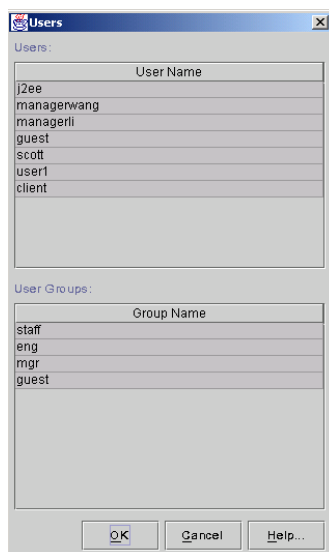 Users
Users:
User Name
j2ee
managerwang
managerli
guest
scott
user1
client
User Groups:
Group Name
staff
eng
mgr
guest
OK Cancel Help...